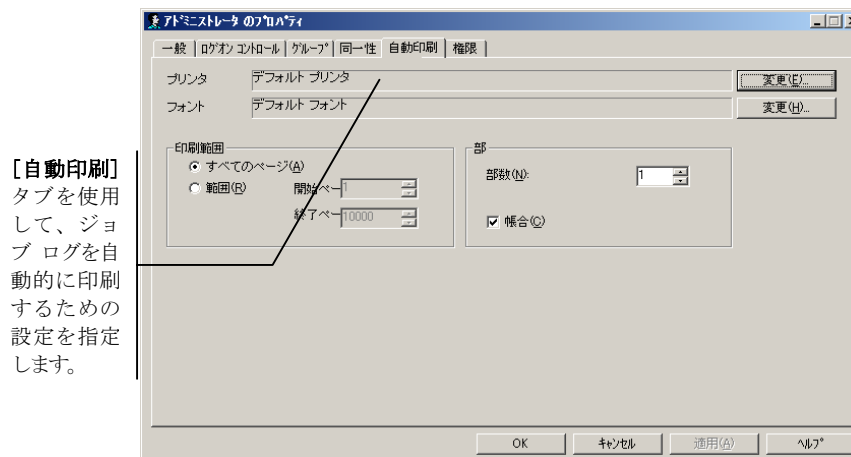 ｱﾄﾞﾐﾆｽﾄﾚｰﾀ のﾌﾟﾛﾊﾟﾃｨ
一般 ﾛｸﾞｵﾝ ｺﾝﾄﾛｰﾙ ｸﾞﾙｰﾌﾟ 同一性 自動印刷 権限
プリンタ デフォルト プリンタ 変更(E)...
フォント デフォルト フォント 変更(H)...
印刷範囲
すべてのページ(A)
範囲(R) 開始ペー 1
終了ペー 10000
部
部数(N): 1
帳合(C)
[自動印刷]
タブを使用
して、ジョ
ブ ログを自
動的に印刷
するための
設定を指定
します。
OK ｷｬﾝｾﾙ 適用(A) ﾍﾙﾌﾟ